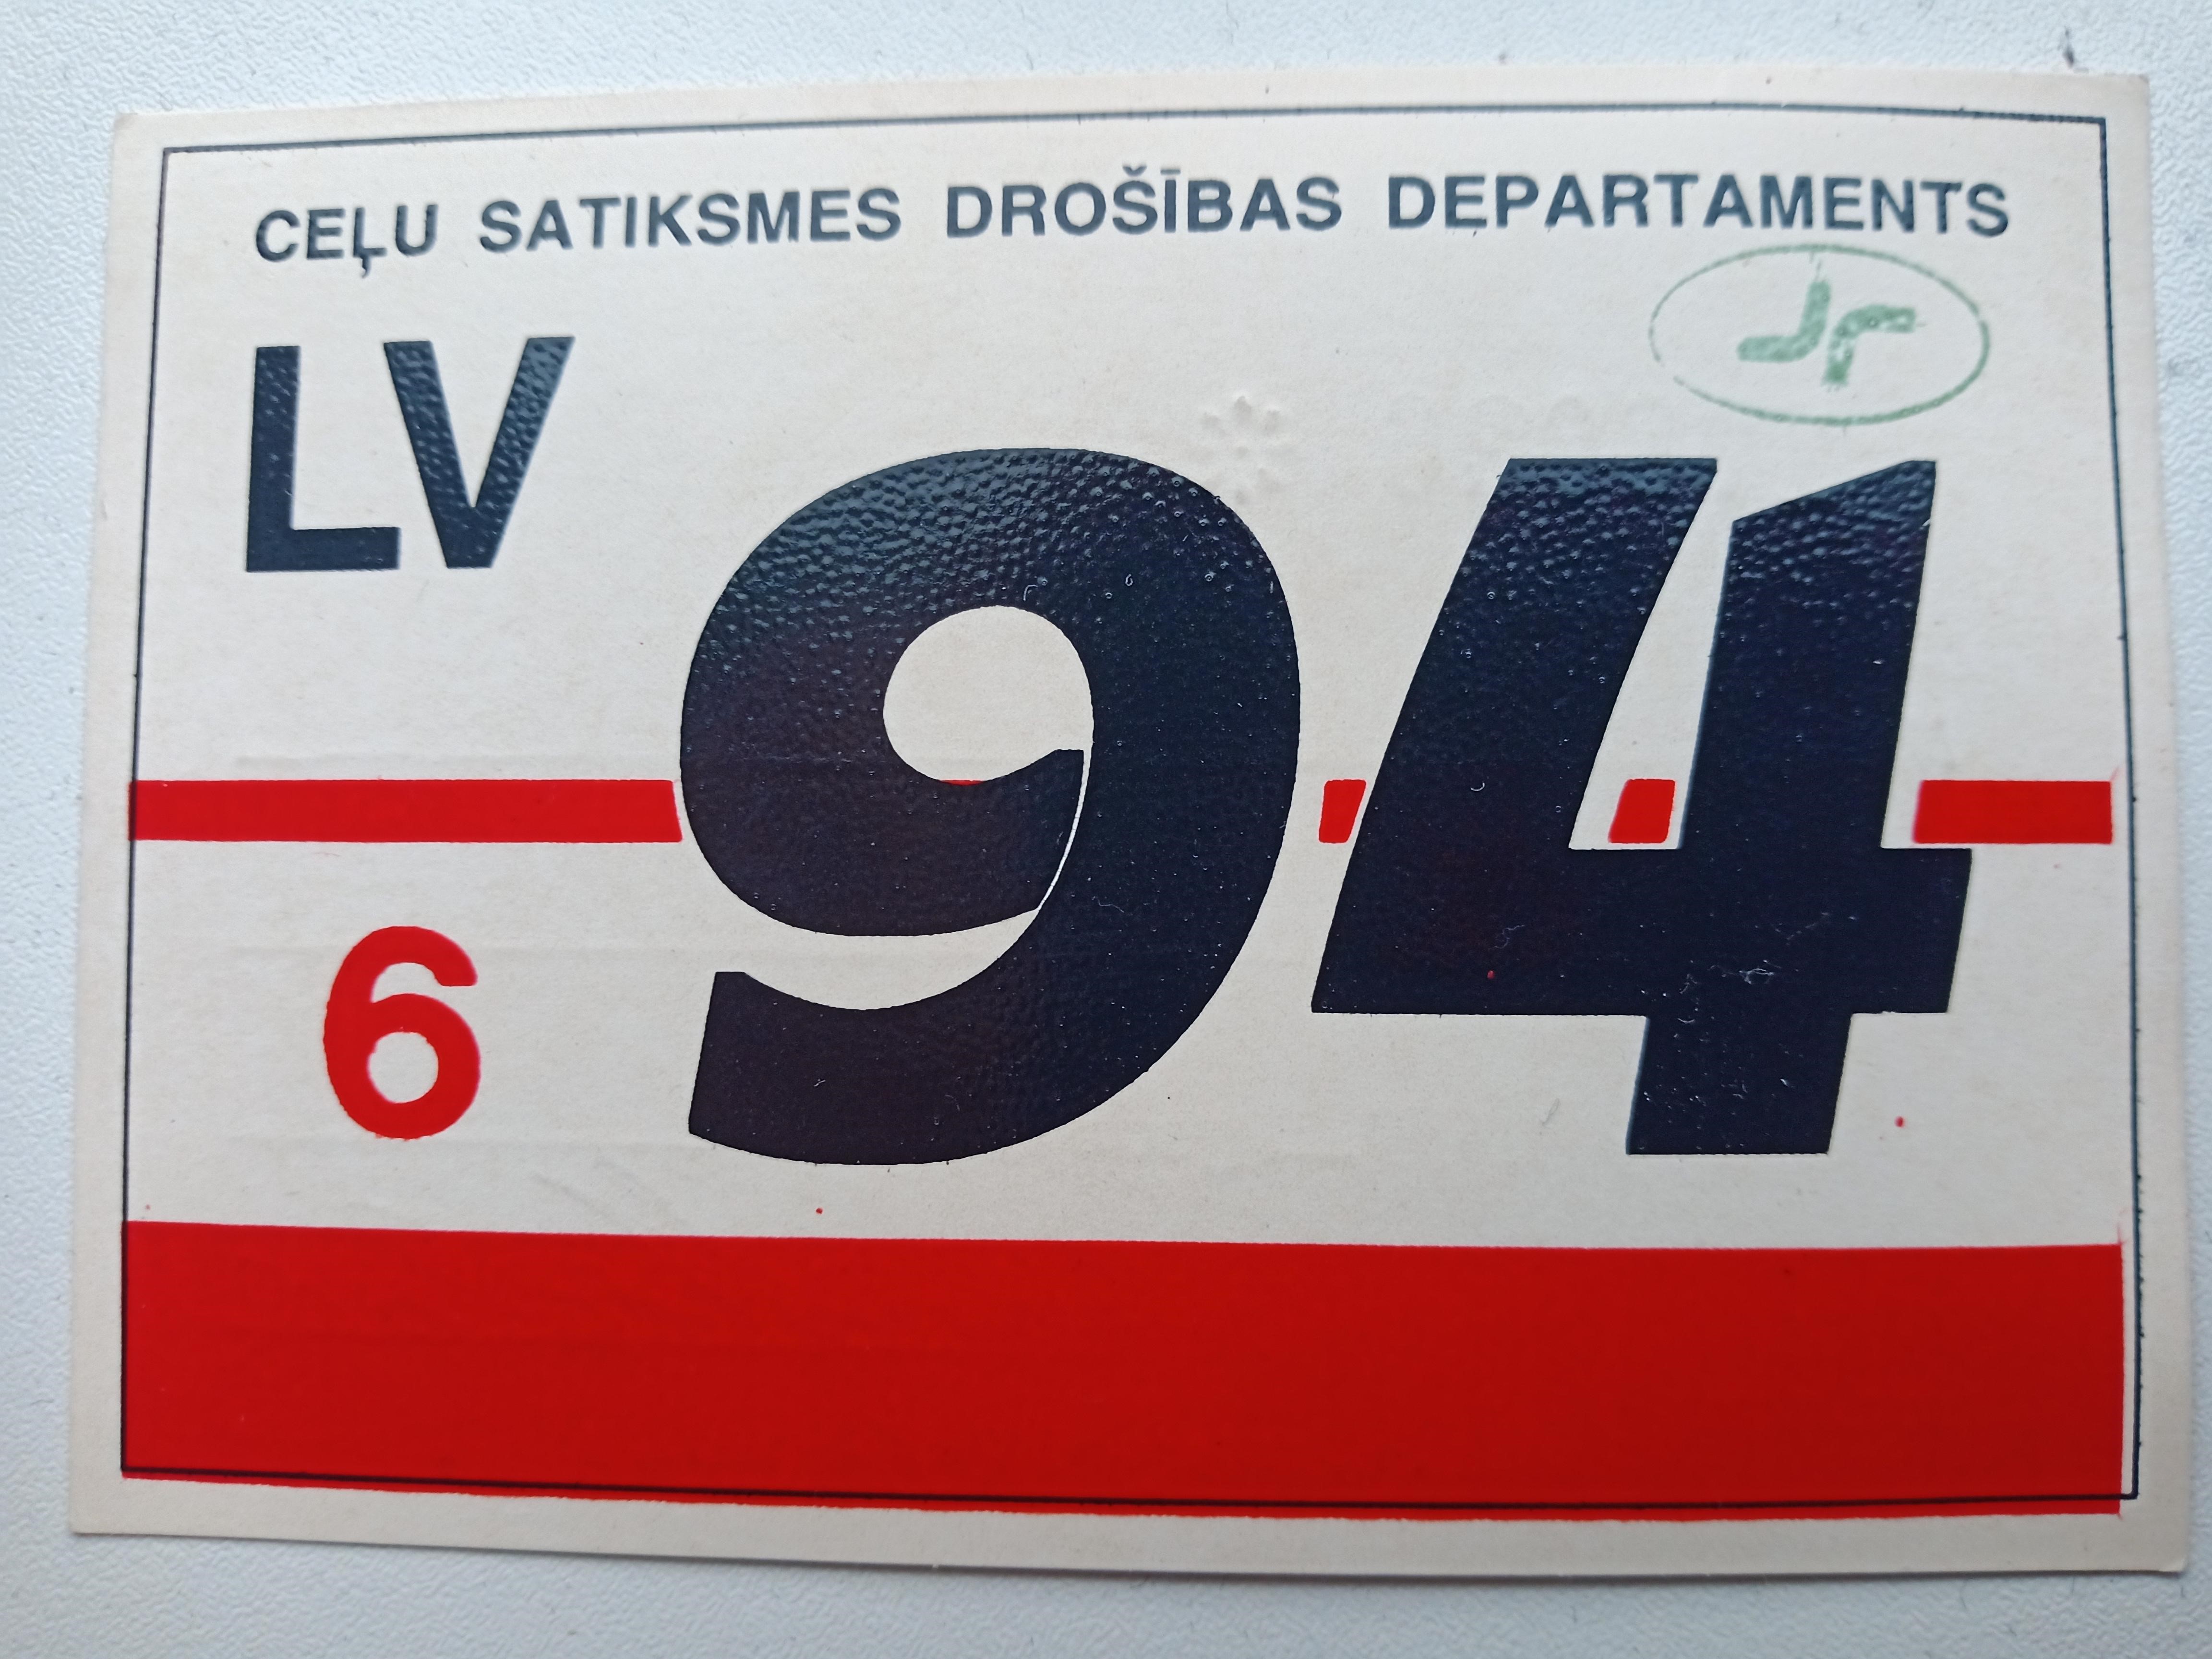 CEĻU SATIKSMES DROŠĪBAS DEPARTAMENTS
LV
94
6